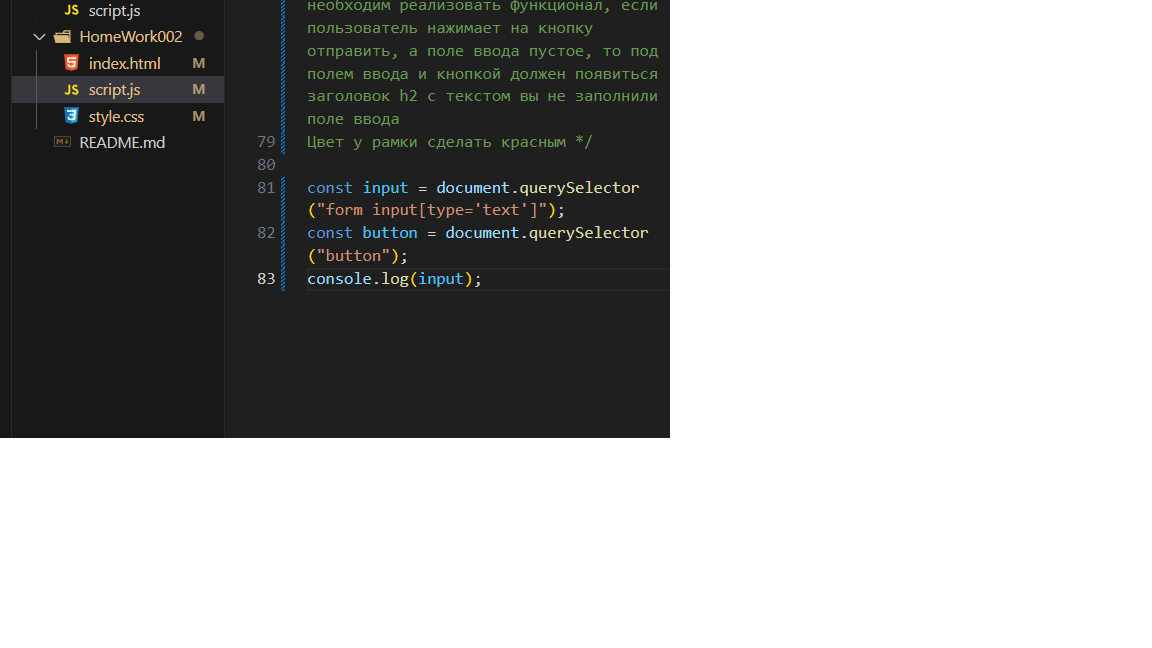 script.js
HomeWork002
index.html M
script.js M
style.css M
README.md
необходим реализовать функционал, если
пользователь нажимает на кнопку
отправить, а поле ввода пустое, то под
полем ввода и кнопкой должен появиться
заголовок h2 с текстом вы не заполнили
поле ввода
79 Цвет у рамки сделать красным */
80
81 const input = document.querySelector
("form input[type='text']");
82 const button = document.querySelector
("button");
83 console.log(input);